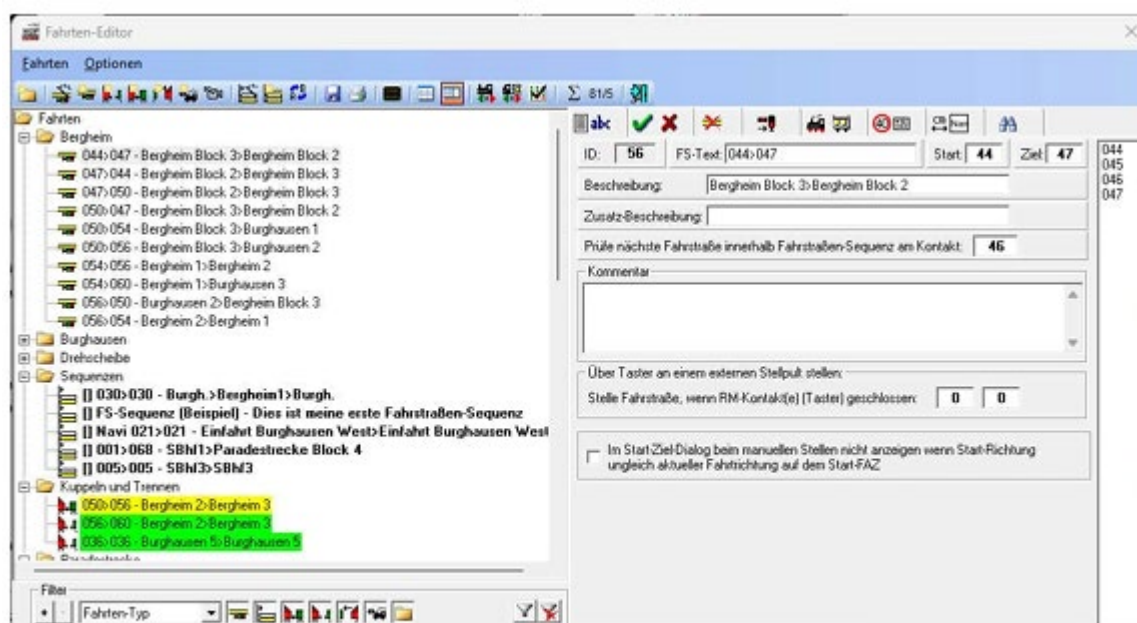 Fahrten-Editor
Fahrten Optionen
Σ 81/5
Fahrten
Bergheim
044>047 - Bergheim Block 3>Bergheim Block 2
047>044 - Bergheim Block 2>Bergheim Block 3
047>050 - Bergheim Block 2>Bergheim Block 3
050>047 - Bergheim Block 3>Bergheim Block 2
050>054 - Bergheim Block 3>Burghausen 1
050>056 - Bergheim Block 3>Burghausen 2
054>056 - Bergheim 1>Bergheim 2
054>060 - Bergheim 1>Burghausen 3
056>050 - Burghausen 2>Bergheim Block 3
056>054 - Bergheim 2>Bergheim 1
Burghausen
Drehscheibe
Sequenzen
[] 030>030 - Burgh.>Bergheim1>Burgh.
[] FS-Sequenz (Beispiel) - Dies ist meine erste Fahrstraßen-Sequenz
[] Navi 021>021 - Einfahrt Burghausen West>Einfahrt Burghausen West
[] 001>068 - SBhf1>Paradestrecke Block 4
[] 005>005 - SBhf3>SBhf3
Kuppeln und Trennen
050>056 - Bergheim 2>Bergheim 3
056>060 - Bergheim 2>Bergheim 3
036>036 - Burghausen 5>Burghausen 5
Paradestrecke
Filter
Fahrten-Typ
abc
40
ID: 56 FS-Text: 044>047 Start: 44 Ziel: 47
Beschreibung: Bergheim Block 3>Bergheim Block 2
Zusatz-Beschreibung:
Prüfe nächste Fahrstraße innerhalb Fahrstraßen-Sequenz am Kontakt: 46
Kommentar
Über Taster an einem externen Stellpult stellen:
Stelle Fahrstraße, wenn RM-Kontakt(e) (Taster) geschlossen: 0 0
Im Start-Ziel-Dialog beim manuellen Stellen nicht anzeigen wenn Start-Richtung
ungleich aktueller Fahrtrichtung auf dem Start-FAZ
044
045
046
047